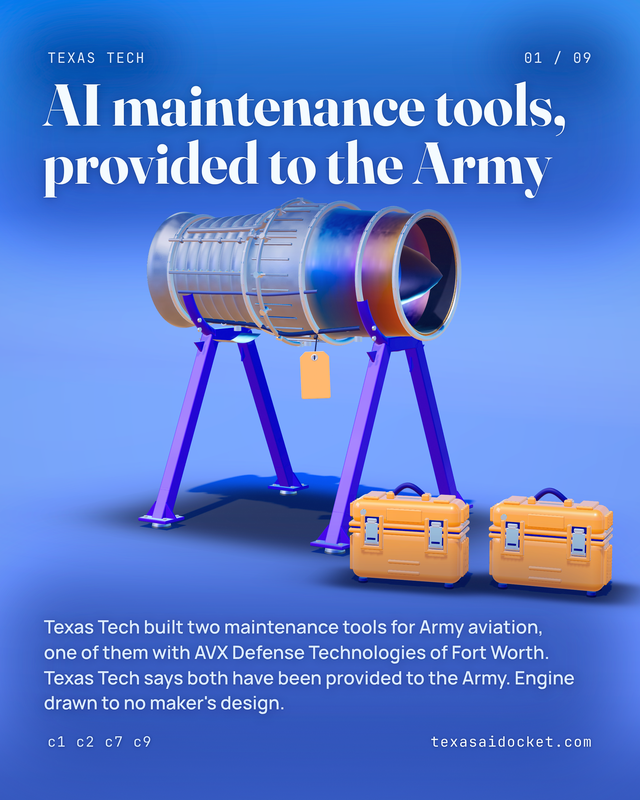 TEXAS TECH
01 / 09
AI maintenance tools,
provided to the Army
Texas Tech built two maintenance tools for Army aviation,
one of them with AVX Defense Technologies of Fort Worth.
Texas Tech says both have been provided to the Army. Engine
drawn to no maker's design.
c1 c2 c7 c9
texasaidocket.com